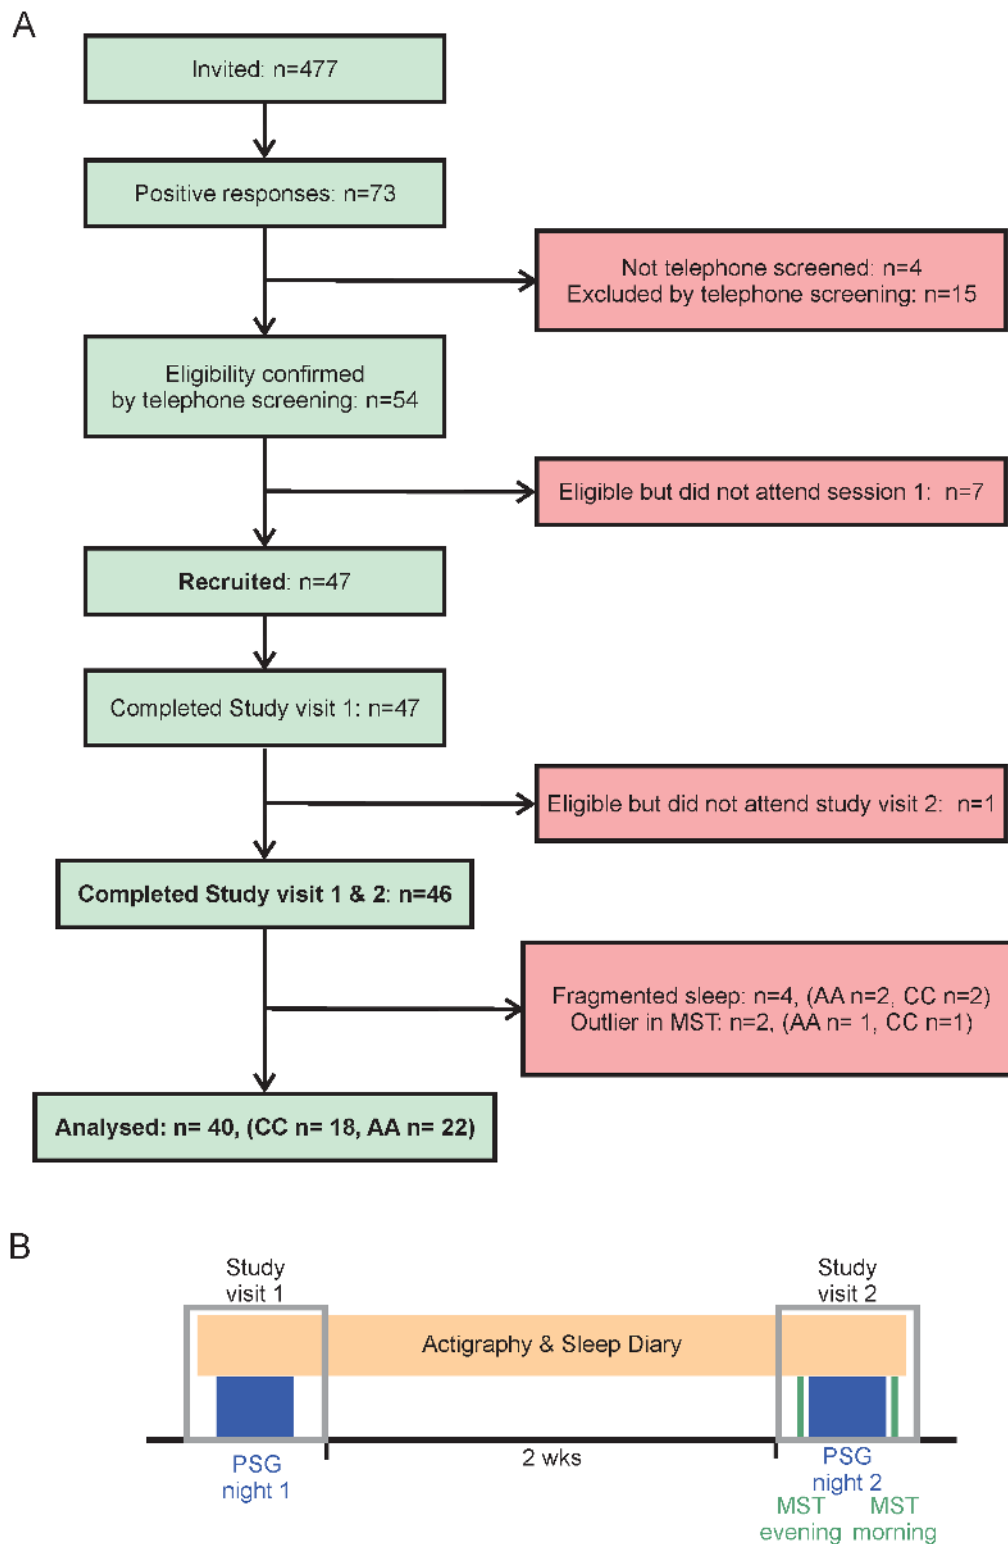 A
Invited: n=477
Positive responses: n=73
Not telephone screened: n=4
Excluded by telephone screening: n=15
Eligibility confirmed
by telephone screening: n=54
Eligible but did not attend session 1: n=7
Recruited: n=47
Completed Study visit 1: n=47
Eligible but did not attend study visit 2: n=1
Completed Study visit 1 & 2: n=46
Fragmented sleep: n=4, (AA n=2, CC n=2)
Outlier in MST: n=2, (AA n= 1, CC n=1)
Analysed: n= 40, (CC n= 18, AA n= 22)
B
Study
visit 1
Study
visit 2
Actigraphy & Sleep Diary
PSG
night 1
2 wks
PSG
night 2
MST
evening
MST
morning